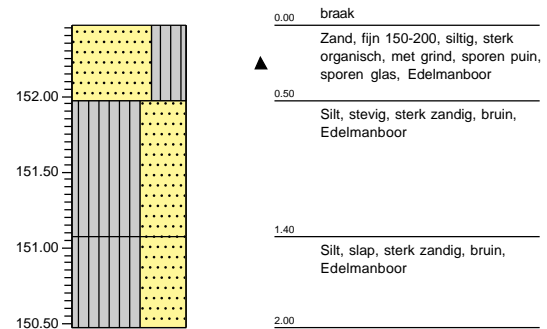 braak
0.00
Zand, fijn 150-200, siltig, sterk
organisch, met grind, sporen puin,
sporen glas, Edelmanboor
0.50
152.00
Silt, stevig, sterk zandig, bruin,
Edelmanboor
151.50
1.40
151.00
Silt, slap, sterk zandig, bruin,
Edelmanboor
2.00
150.50